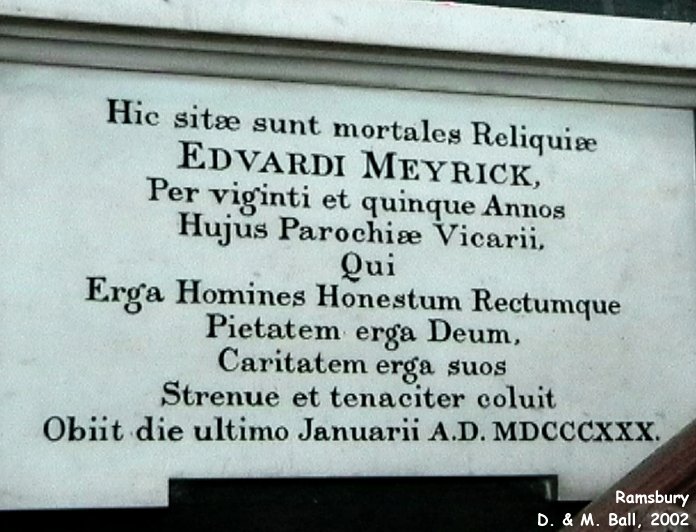 Hic sitæ sunt mortales Reliquiæ
EDVARDI MEYRICK,
Per viginti et quinque Annos
Hujus Parochiæ Vicarii,
Qui
Erga Homines Honestum Rectumque
Pietatem erga Deum,
Caritatem erga suos
Strenue et tenaciter coluit
Obiit die ultimo Januarii A.D. MDCCCXXX.
Ramsbury
D. & M. Ball, 2002